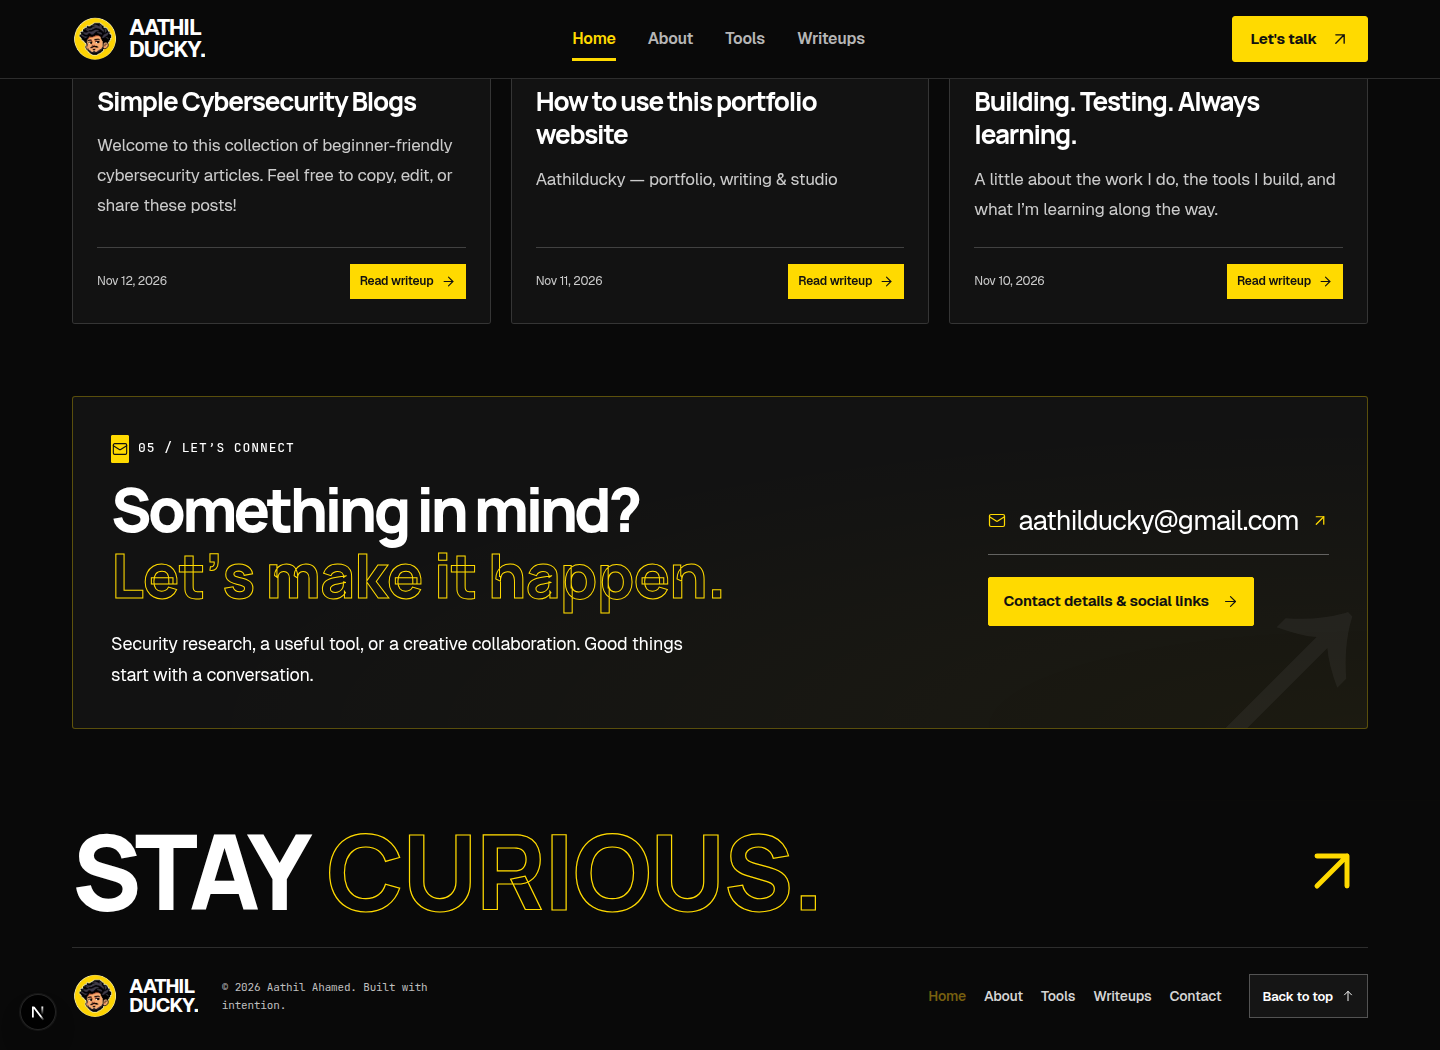 AATHIL
DUCKY.
Home About Tools Writeups
Let's talk
Simple Cybersecurity Blogs
Welcome to this collection of beginner-friendly
cybersecurity articles. Feel free to copy, edit, or
share these posts!
Nov 12, 2026
Read writeup
How to use this portfolio
website
Aathilducky — portfolio, writing & studio
Nov 11, 2026
Read writeup
Building. Testing. Always
learning.
A little about the work I do, the tools I build, and
what I’m learning along the way.
Nov 10, 2026
Read writeup
05 / LET’S CONNECT
Something in mind?
Let’s make it happen.
Security research, a useful tool, or a creative collaboration. Good things
start with a conversation.
aathilducky@gmail.com
Contact details & social links
STAY CURIOUS.
AATHIL
DUCKY.
© 2026 Aathil Ahamed. Built with
intention.
Home About Tools Writeups Contact
Back to top
N